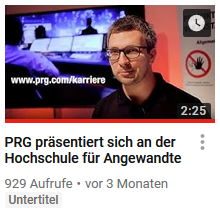 www.prg.com/karriere
2:25
PRG präsentiert sich an der
Hochschule für Angewandte
929 Aufrufe • vor 3 Monaten
Untertitel